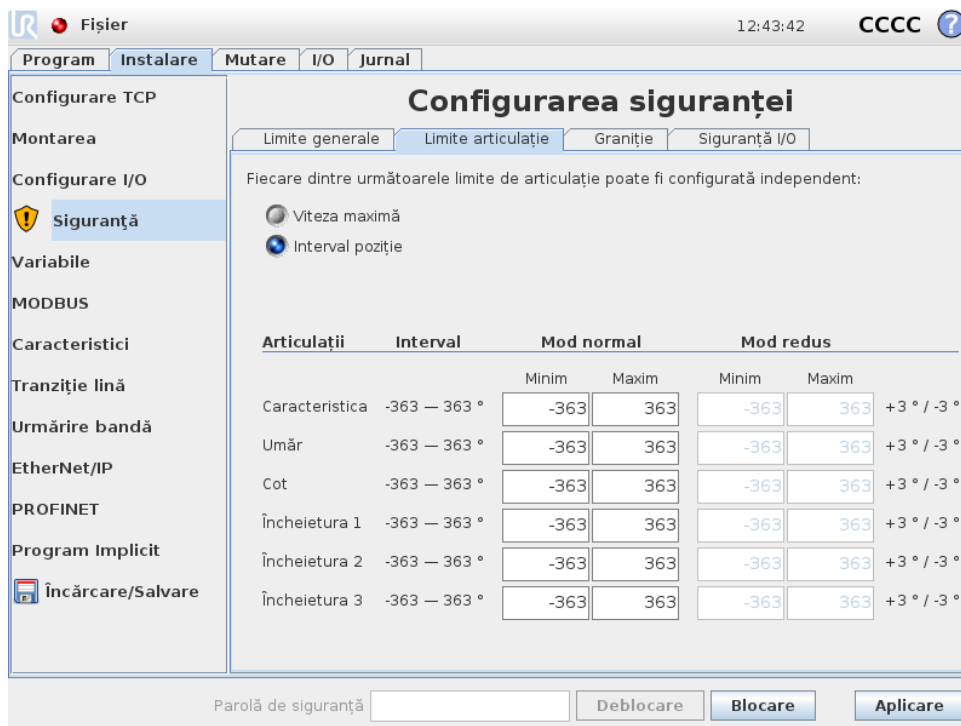 UR Fișier 12:43:42 CCCC ?
Program Instalare Mutare I/O Jurnal
Configurare TCP
Montarea
Configurare I/O
Siguranţă
Variabile
MODBUS
Caracteristici
Tranziție lină
Urmărire bandă
EtherNet/IP
PROFINET
Program Implicit
Încărcare/Salvare
Configurarea siguranței
Limite generale Limite articulație Graniție Siguranță I/O
Fiecare dintre următoarele limite de articulație poate fi configurată independent:
Viteza maximă
Interval poziție
Articulații Interval Mod normal Mod redus
Minim Maxim Minim Maxim
Caracteristica -363 — 363 ° -363 363 -363 363 +3 ° / -3 °
Umăr -363 — 363 ° -363 363 -363 363 +3 ° / -3 °
Cot -363 — 363 ° -363 363 -363 363 +3 ° / -3 °
Încheietura 1 -363 — 363 ° -363 363 -363 363 +3 ° / -3 °
Încheietura 2 -363 — 363 ° -363 363 -363 363 +3 ° / -3 °
Încheietura 3 -363 — 363 ° -363 363 -363 363 +3 ° / -3 °
Parolă de siguranță Deblocare Blocare Aplicare